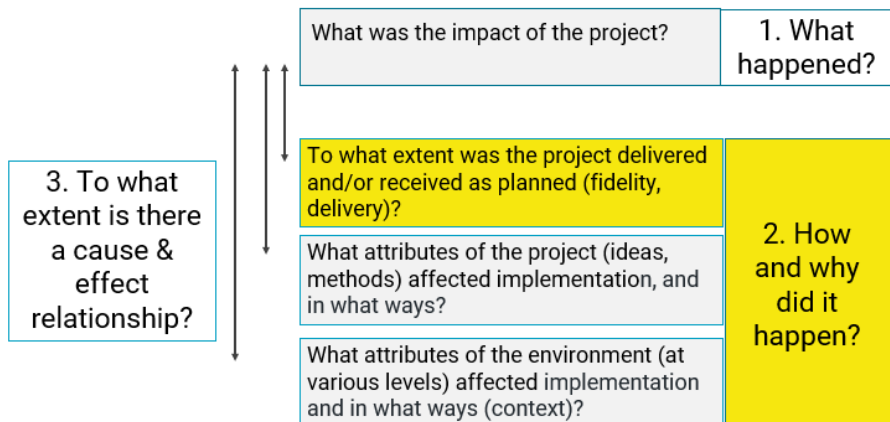 What was the impact of the project?
1. What
happened?
To what extent was the project delivered
and/or received as planned (fidelity,
delivery)?
3. To what
extent is there
a cause &
effect
relationship?
What attributes of the project (ideas,
methods) affected implementation, and
in what ways?
2. How
and why
did it
happen?
What attributes of the environment (at
various levels) affected implementation
and in what ways (context)?